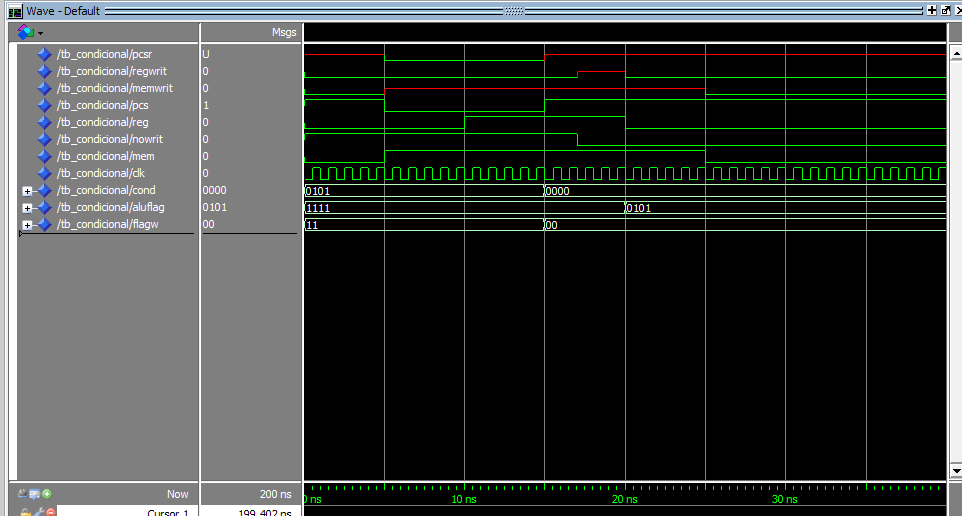 Wave - Default
Msgs
/tb_condicional/pcsr U
/tb_condicional/regwrit 0
/tb_condicional/memwrit 0
/tb_condicional/pcs 1
/tb_condicional/reg 0
/tb_condicional/nowrit 0
/tb_condicional/mem 0
/tb_condicional/clk 0
/tb_condicional/cond 0000 0101 0000
/tb_condicional/aluflag 0101 1111 0101
/tb_condicional/flagw 00 11 00
Now 200 ns 0 ns 10 ns 20 ns 30 ns
Cursor 1 199.402 ns